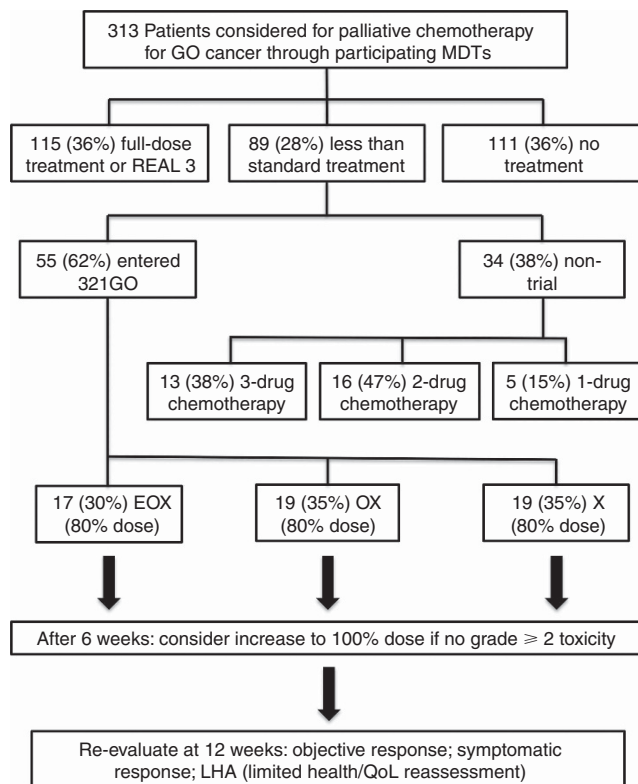 313 Patients considered for palliative chemotherapy
for GO cancer through participating MDTs
115 (36%) full-dose
treatment or REAL 3
89 (28%) less than
standard treatment
111 (36%) no
treatment
55 (62%) entered
321GO
34 (38%) non-
trial
13 (38%) 3-drug
chemotherapy
16 (47%) 2-drug
chemotherapy
5 (15%) 1-drug
chemotherapy
17 (30%) EOX
(80% dose)
19 (35%) OX
(80% dose)
19 (35%) X
(80% dose)
After 6 weeks: consider increase to 100% dose if no grade ⩾ 2 toxicity
Re-evaluate at 12 weeks: objective response; symptomatic
response; LHA (limited health/QoL reassessment)